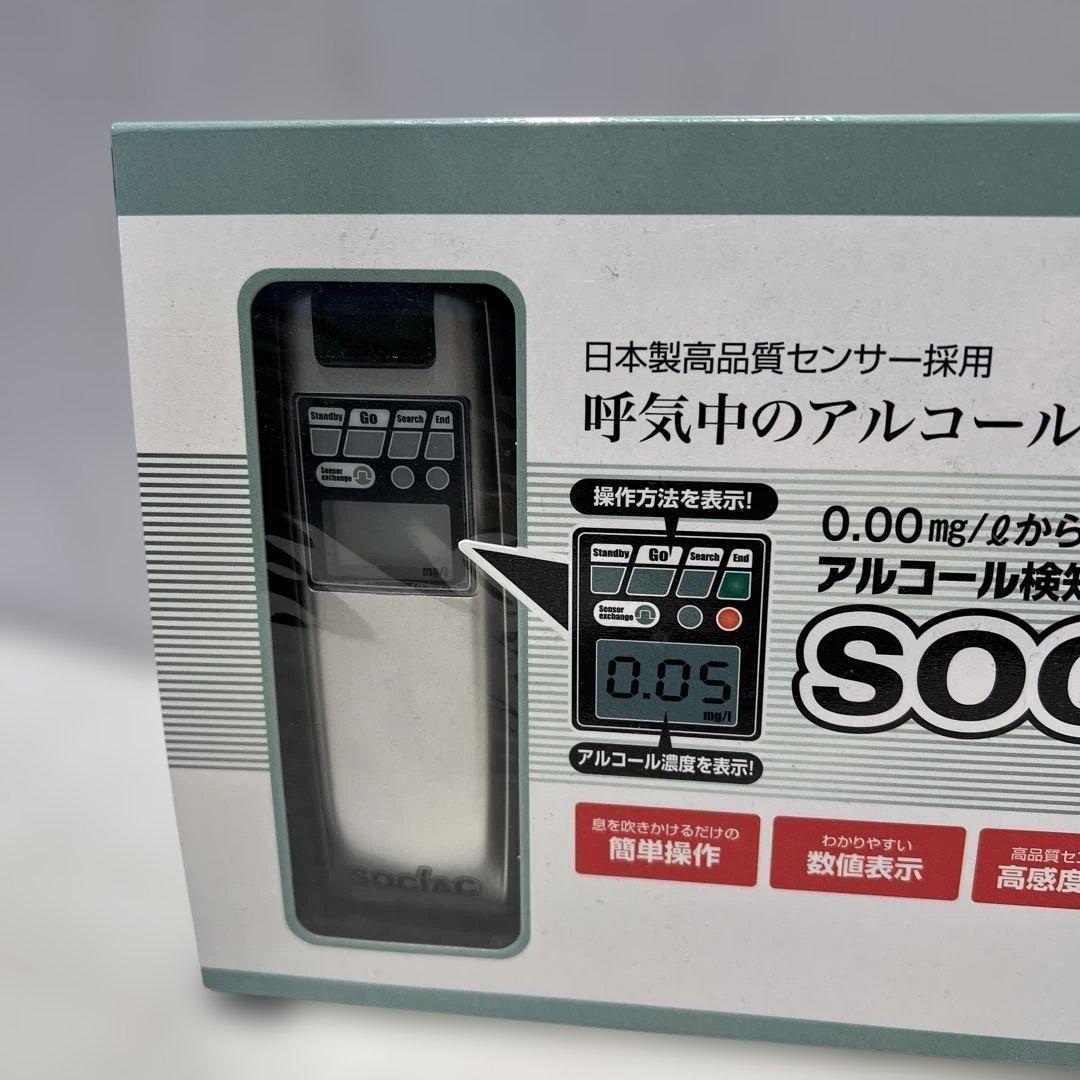 日本製高品質センサー採用
呼気中のアルコール
Standby Go Search End
Sensor exchange
mg/l
SOCIAC
操作方法を表示!
Standby Go Search End
Sensor exchange
0.05
mg/l
アルコール濃度を表示!
0.00mg/ℓから
アルコール検知
SOC
息を吹きかけるだけの
簡単操作
わかりやすい
数値表示
高品質セン
高感度